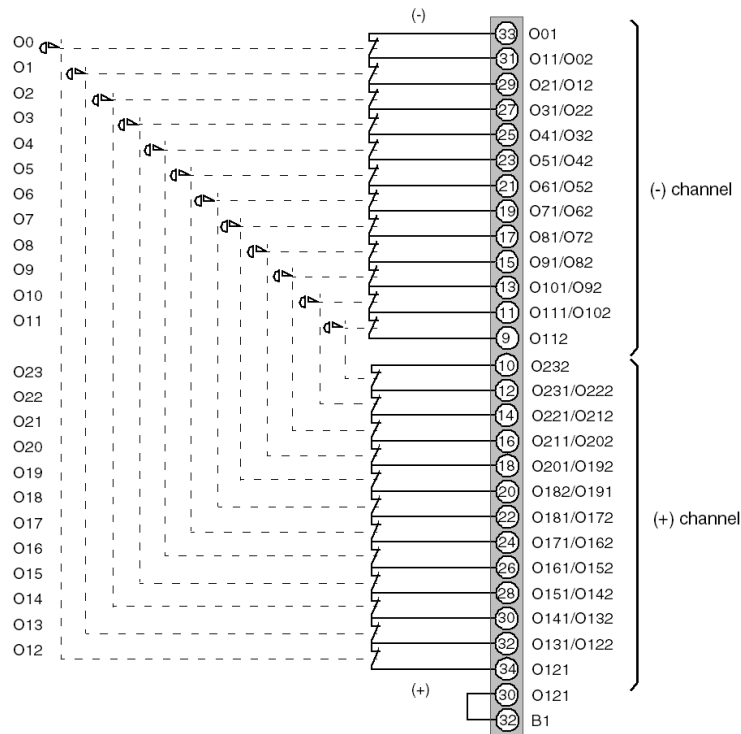 (-)
33 O01
O0
31 O11/O02
O1
29 O21/O12
O2
27 O31/O22
O3
25 O41/O32
O4
23 O51/O42
O5
21 O61/O52
(-) channel
O6
19 O71/O62
O7
17 O81/O72
O8
15 O91/O82
O9
13 O101/O92
O10
11 O111/O102
O11
9 O112
10 O232
O23
12 O231/O222
O22
14 O221/O212
O21
16 O211/O202
O20
18 O201/O192
O19
20 O182/O191
O18
22 O181/O172
(+) channel
O17
24 O171/O162
O16
26 O161/O152
O15
28 O151/O142
O14
30 O141/O132
O13
32 O131/O122
O12
34 O121
(+)
30 O121
32 B1